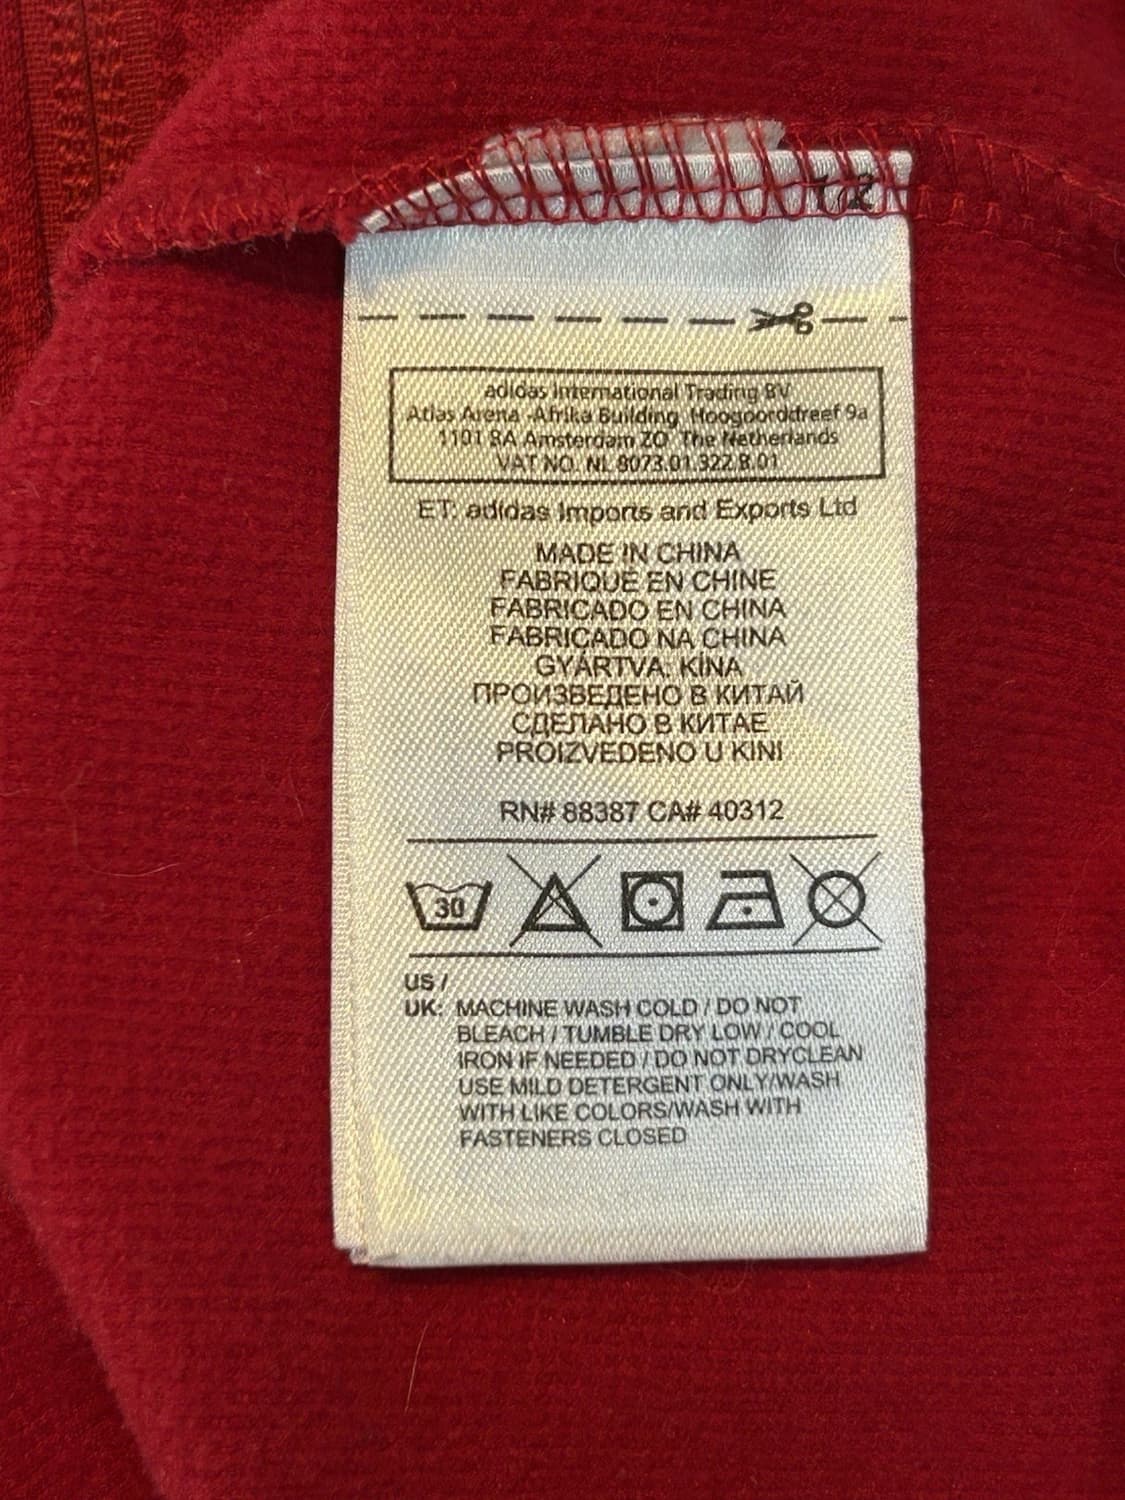 adidas International Trading BV
Atlas Arena -Afrika Building Hoogoorddreef 9a
1101 BA Amsterdam ZO The Netherlands
VAT NO. NL 8073.01.322.B.01
ET: adidas Imports and Exports Ltd
MADE IN CHINA
FABRIQUÉ EN CHINE
FABRICADO EN CHINA
FABRICADO NA CHINA
GYÁRTVA: KÍNA
ПРОИЗВЕДЕНО В КИТАЙ
СДЕЛАНО В КИТАЕ
PROIZVEDENO U KINI
RN# 88387 CA# 40312
30
US /
UK: MACHINE WASH COLD / DO NOT
BLEACH / TUMBLE DRY LOW / COOL
IRON IF NEEDED / DO NOT DRYCLEAN
USE MILD DETERGENT ONLY/WASH
WITH LIKE COLORS/WASH WITH
FASTENERS CLOSED